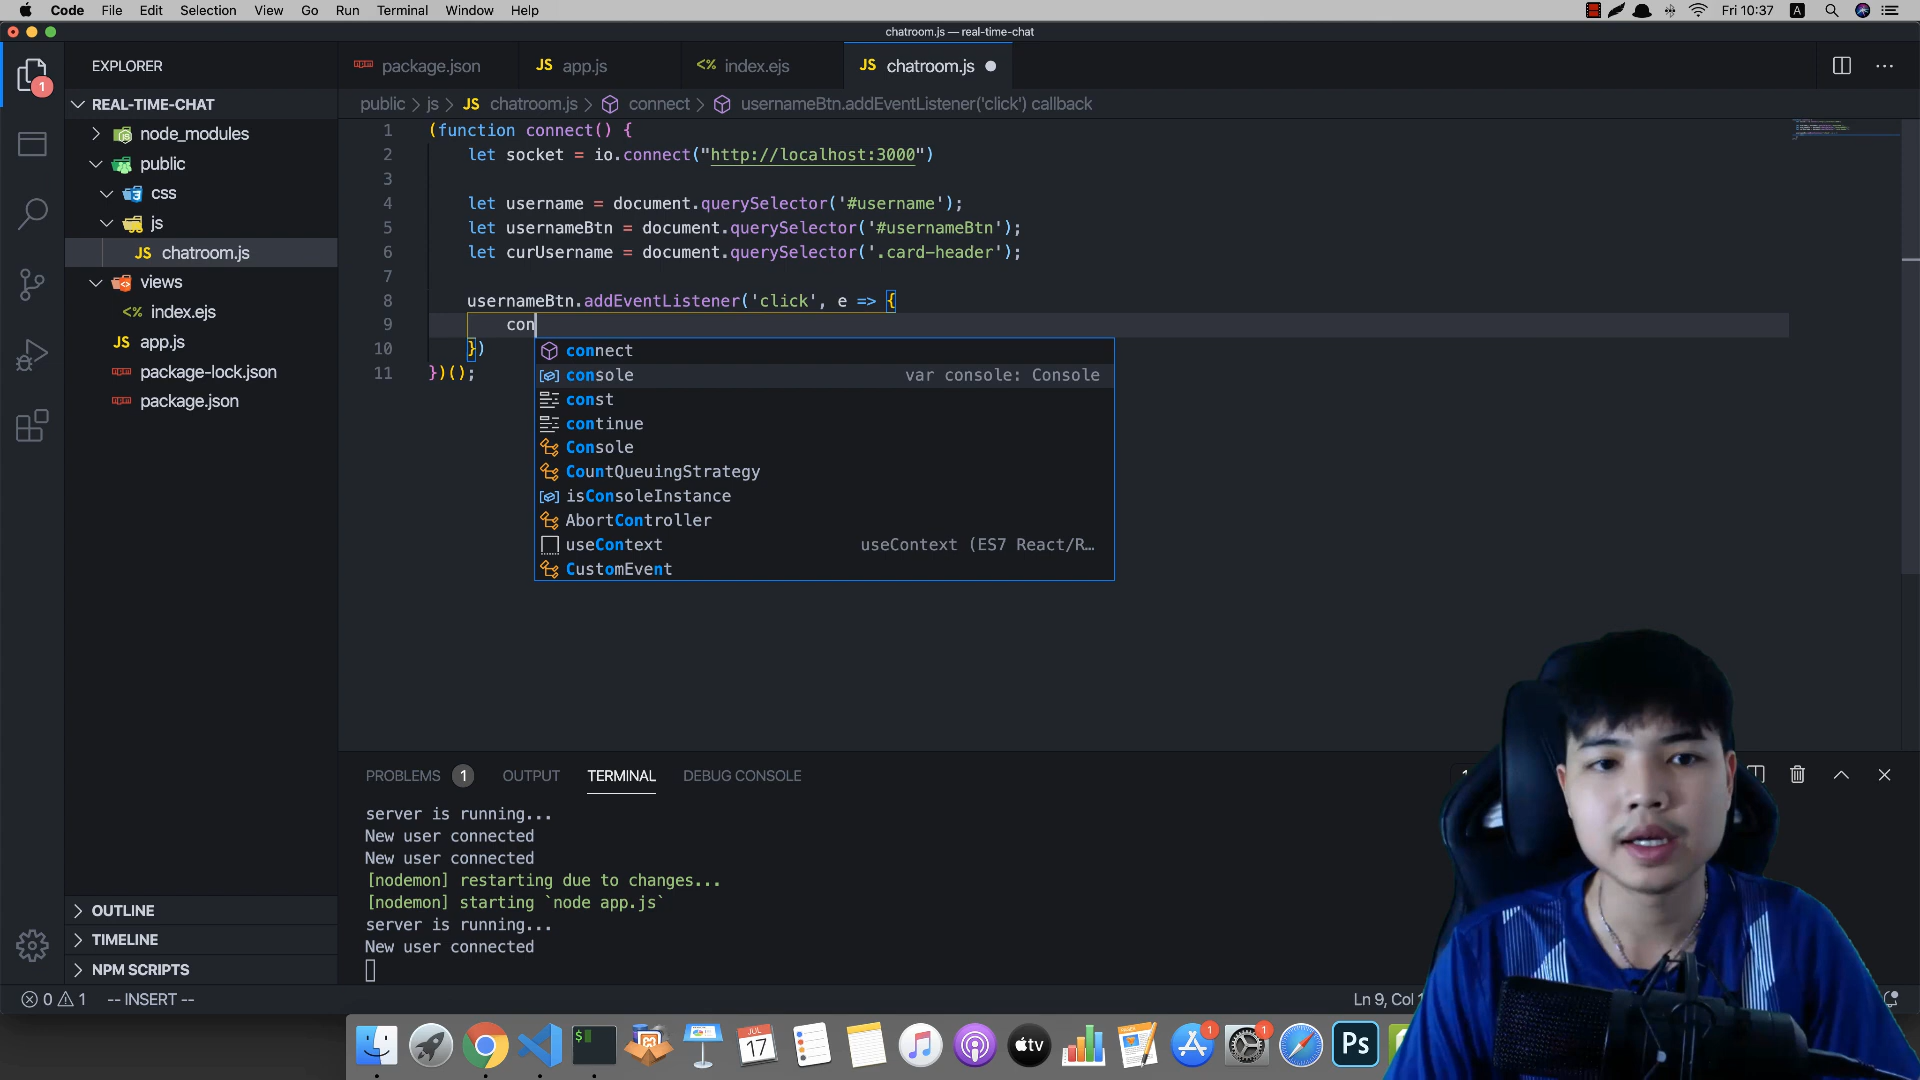 Code File Edit Selection View Go Run Terminal Window Help
Fri 10:37 A
chatroom.js — real-time-chat
EXPLORER
package.json
JS app.js
<% index.ejs
JS chatroom.js
1
public > js > JS chatroom.js > connect > usernameBtn.addEventListener('click') callback
REAL-TIME-CHAT
node_modules
public
css
js
JS chatroom.js
views
<% index.ejs
JS app.js
package-lock.json
package.json
1 (function connect() {
2 let socket = io.connect("http://localhost:3000")
3
4 let username = document.querySelector('#username');
5 let usernameBtn = document.querySelector('#usernameBtn');
6 let curUsername = document.querySelector('.card-header');
7
8 usernameBtn.addEventListener('click', e => {
9 con
10 })
11 })();
connect
console var console: Console
const
continue
Console
CountQueuingStrategy
isConsoleInstance
AbortController
useContext useContext (ES7 React/R…
CustomEvent
PROBLEMS 1 OUTPUT TERMINAL DEBUG CONSOLE
server is running...
New user connected
New user connected
[nodemon] restarting due to changes...
[nodemon] starting `node app.js`
server is running...
New user connected
OUTLINE
TIMELINE
NPM SCRIPTS
0 1 -- INSERT --
Ln 9, Col
JUL
17
tv
1
1
Ps